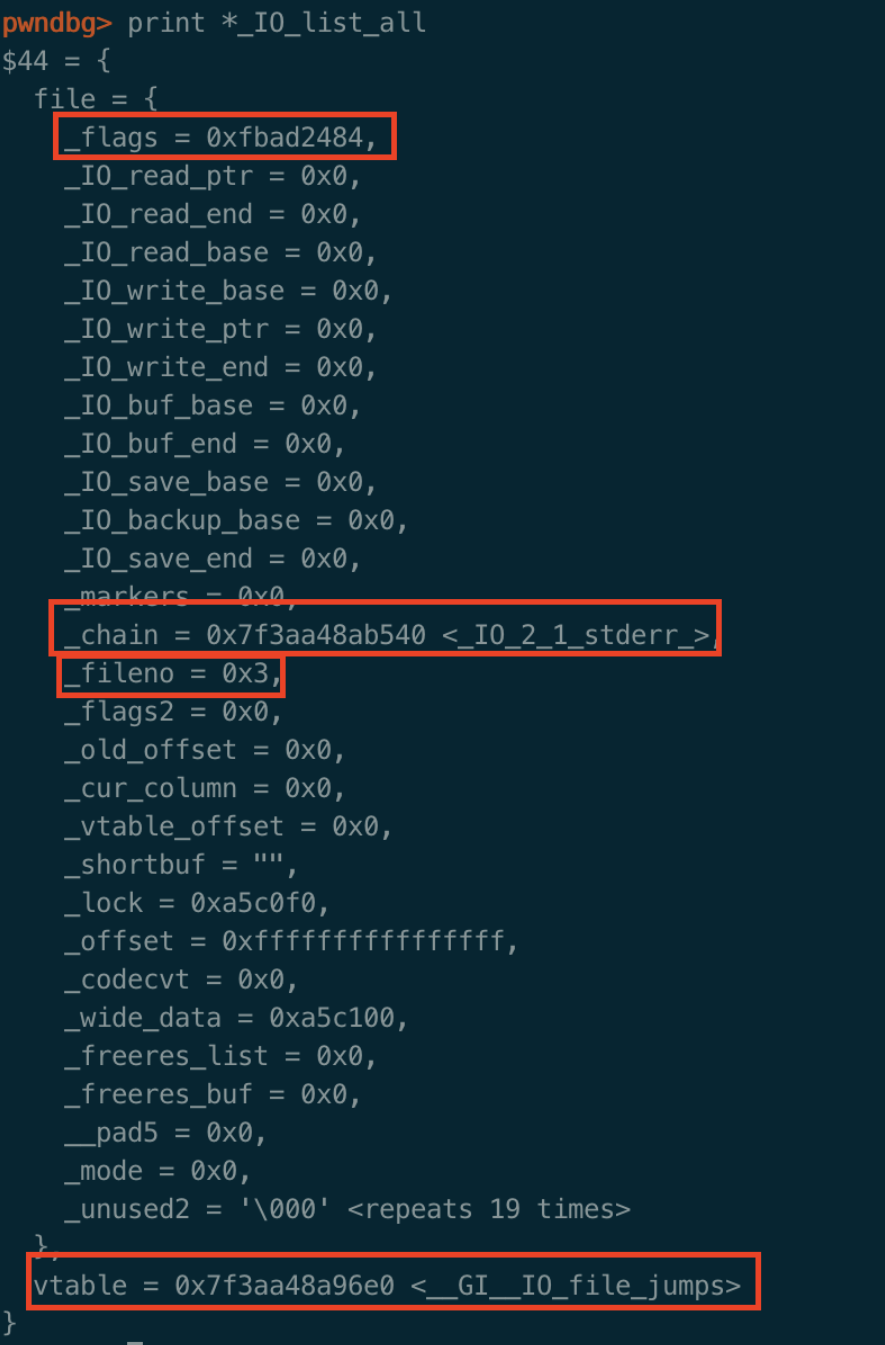 pwndbg> print *_IO_list_all
$44 = {
  file = {
    _flags = 0xfbad2484,
    _IO_read_ptr = 0x0,
    _IO_read_end = 0x0,
    _IO_read_base = 0x0,
    _IO_write_base = 0x0,
    _IO_write_ptr = 0x0,
    _IO_write_end = 0x0,
    _IO_buf_base = 0x0,
    _IO_buf_end = 0x0,
    _IO_save_base = 0x0,
    _IO_backup_base = 0x0,
    _IO_save_end = 0x0,
    _markers = 0x0,
    _chain = 0x7f3aa48ab540 <_IO_2_1_stderr_>,
    _fileno = 0x3,
    _flags2 = 0x0,
    _old_offset = 0x0,
    _cur_column = 0x0,
    _vtable_offset = 0x0,
    _shortbuf = "",
    _lock = 0xa5c0f0,
    _offset = 0xffffffffffffffff,
    _codecvt = 0x0,
    _wide_data = 0xa5c100,
    _freeres_list = 0x0,
    _freeres_buf = 0x0,
    __pad5 = 0x0,
    _mode = 0x0,
    _unused2 = '\000' <repeats 19 times>
  },
  vtable = 0x7f3aa48a96e0 <__GI__IO_file_jumps>
}